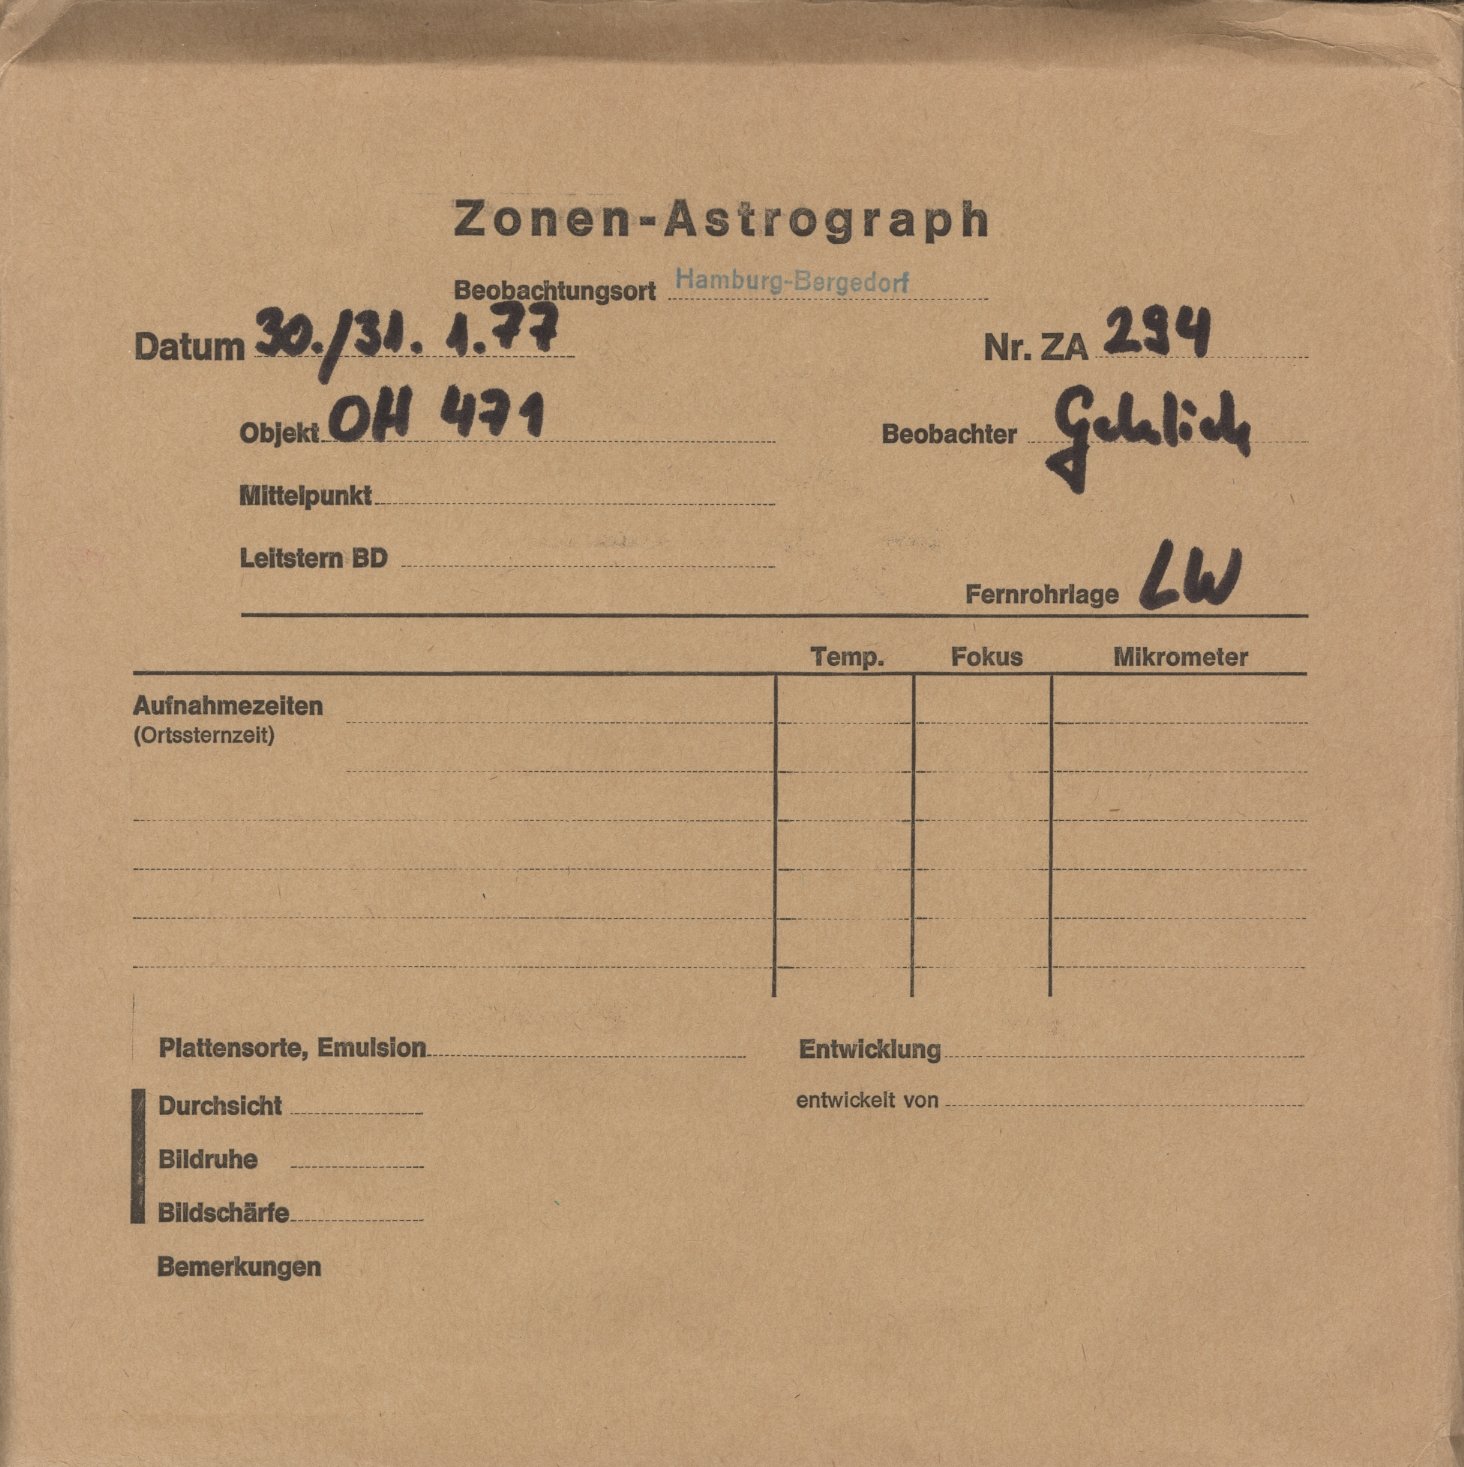 Zonen-Astrograph
Beobachtungsort Hamburg-Bergedorf
Datum 30./31. 1.77 Nr. ZA 294
Objekt OH 471 Beobachter Gehlich
Mittelpunkt
Leitstern BD
Fernrohrlage LW
Temp. Fokus Mikrometer
Aufnahmezeiten
(Ortssternzeit)
Plattensorte, Emulsion Entwicklung
Durchsicht entwickelt von
Bildruhe
Bildschärfe
Bemerkungen